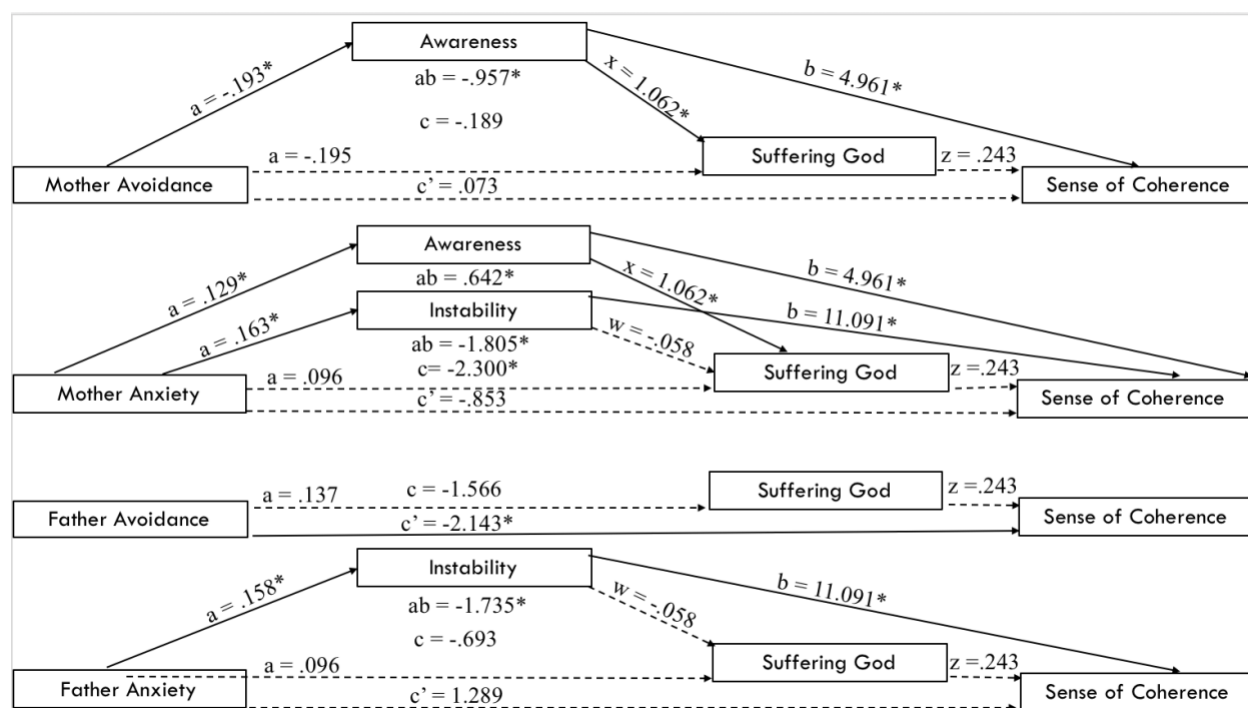 Awareness
ab = -.957*
c = -.189
a = -.193*
x = 1.062*
b = 4.961*
a = -.195
Suffering God
z = .243
Mother Avoidance
c’ = .073
Sense of Coherence
Awareness
ab = .642*
a = .129*
x = 1.062*
b = 4.961*
Instability
a = .163*
b = 11.091*
w = -.058
ab = -1.805*
c= -2.300*
a = .096
Suffering God
z =.243
Mother Anxiety
c’ = -.853
Sense of Coherence
a = .137
c = -1.566
Suffering God
z =.243
Father Avoidance
c’ = -2.143*
Sense of Coherence
Instability
a = .158*
ab = -1.735*
w = -.058
b = 11.091*
c = -.693
a = .096
Suffering God
z =.243
Father Anxiety
c’ = 1.289
Sense of Coherence